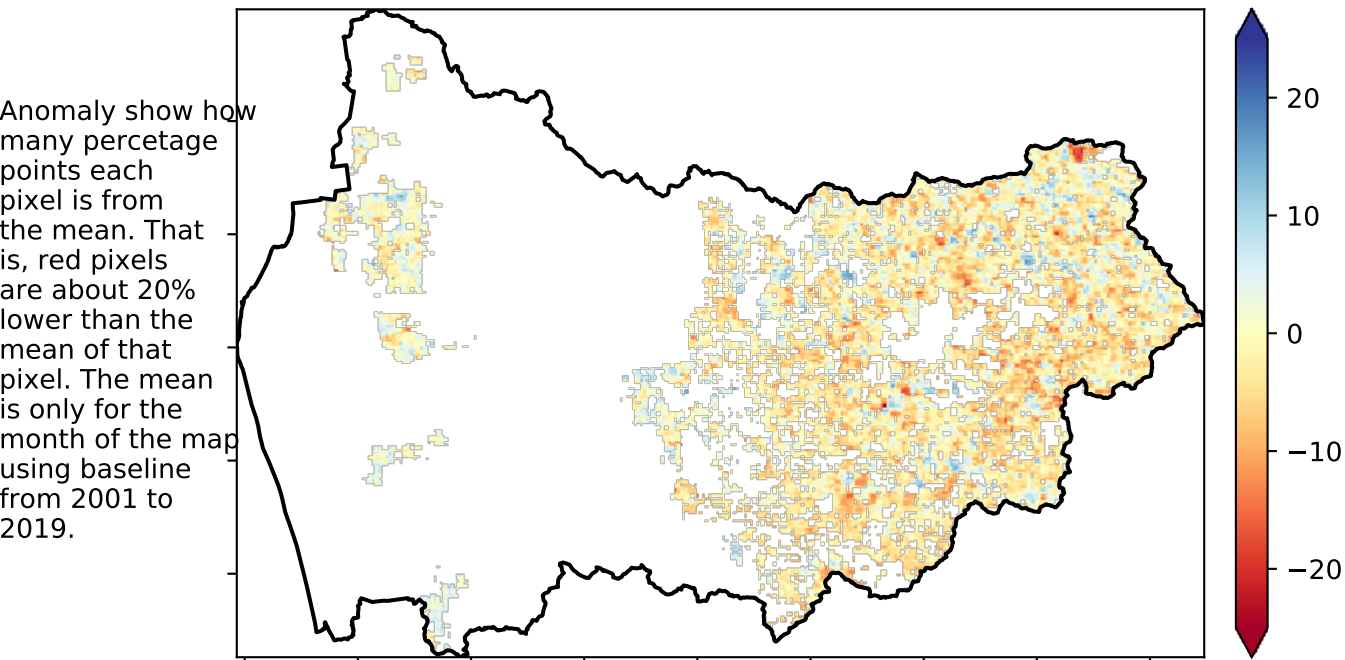 Anomaly show how
many percetage
points each
pixel is from
the mean. That
is, red pixels
are about 20%
lower than the
mean of that
pixel. The mean
is only for the
month of the map
using baseline
from 2001 to
2019.
20
10
0
−10
−20